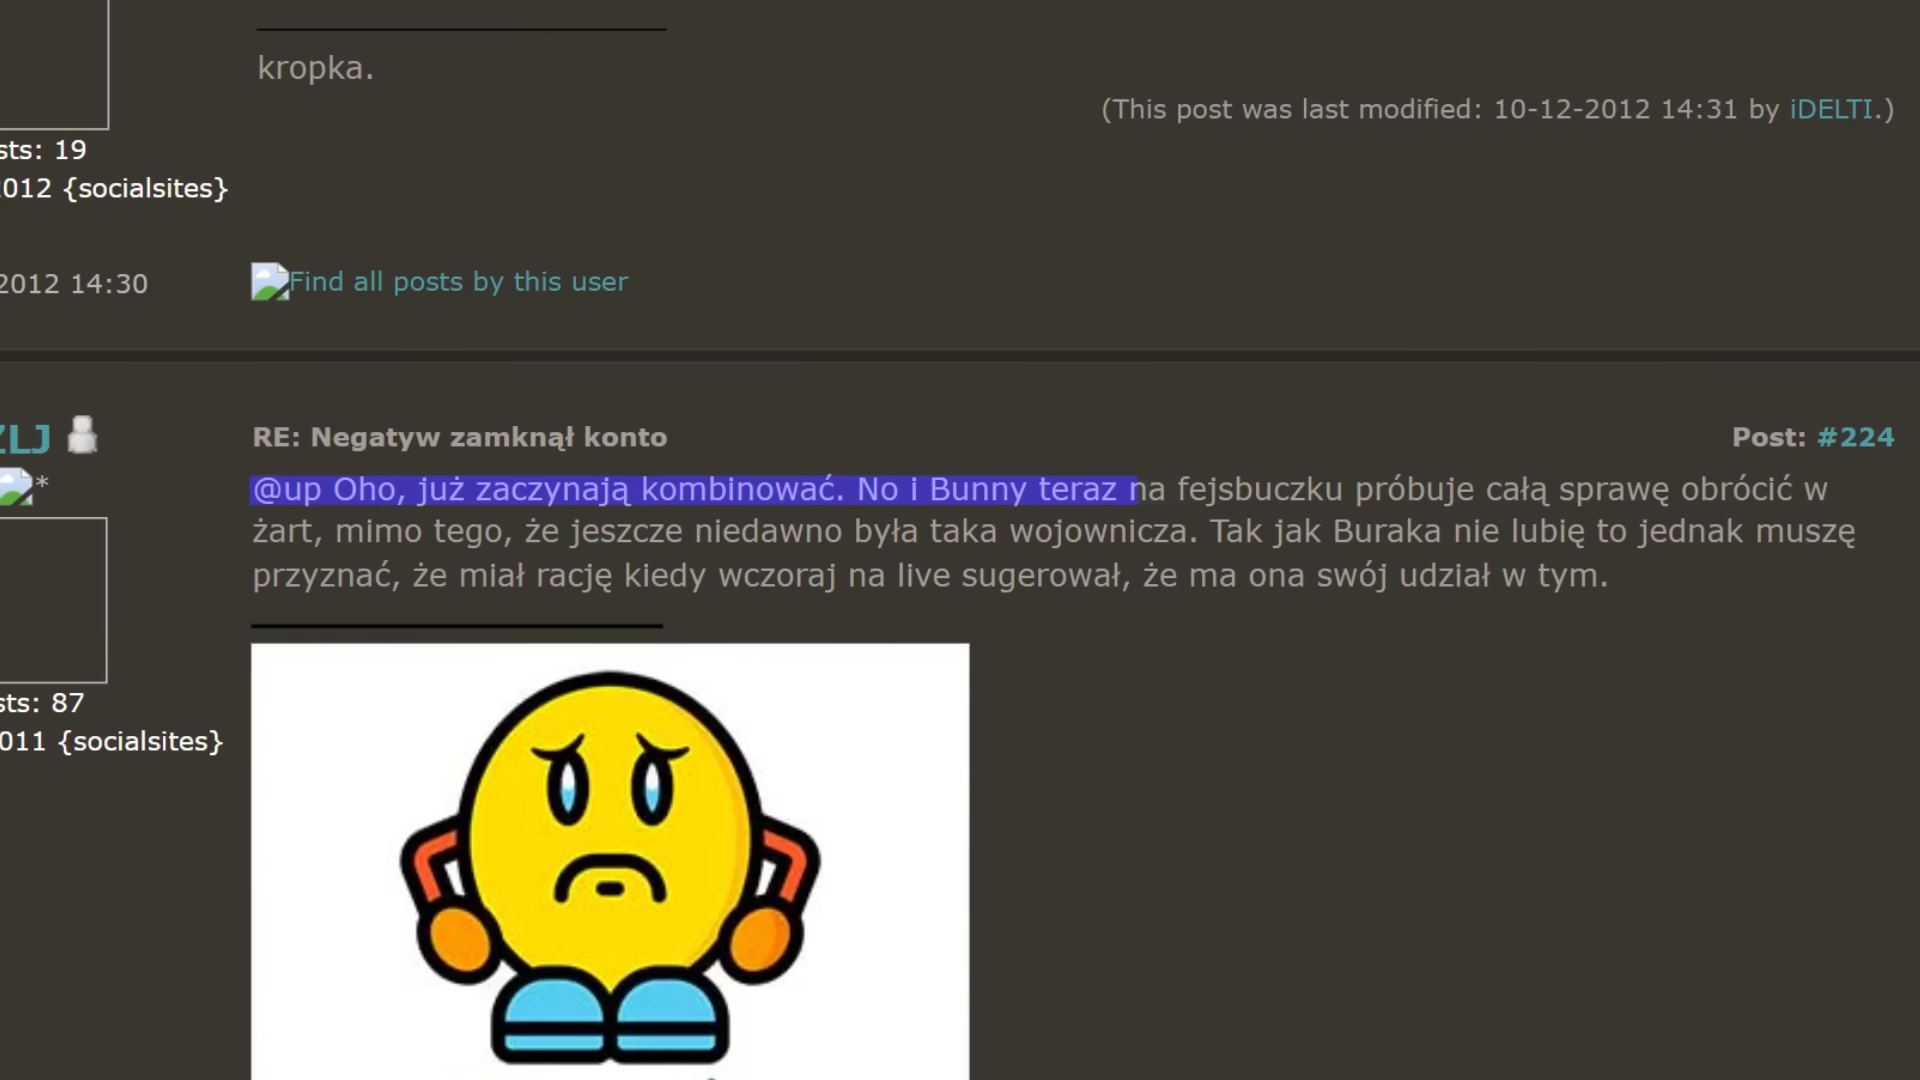 kropka.
(This post was last modified: 10-12-2012 14:31 by iDELTI.)
sts: 19
2012 {socialsites}
2012 14:30
Find all posts by this user
ZLJ
RE: Negatyw zamknął konto
Post: #224
*
@up Oho, już zaczynają kombinować. No i Bunny teraz na fejsbuczku próbuje całą sprawę obrócić w
żart, mimo tego, że jeszcze niedawno była taka wojownicza. Tak jak Buraka nie lubię to jednak muszę
przyznać, że miał rację kiedy wczoraj na live sugerował, że ma ona swój udział w tym.
sts: 87
011 {socialsites}